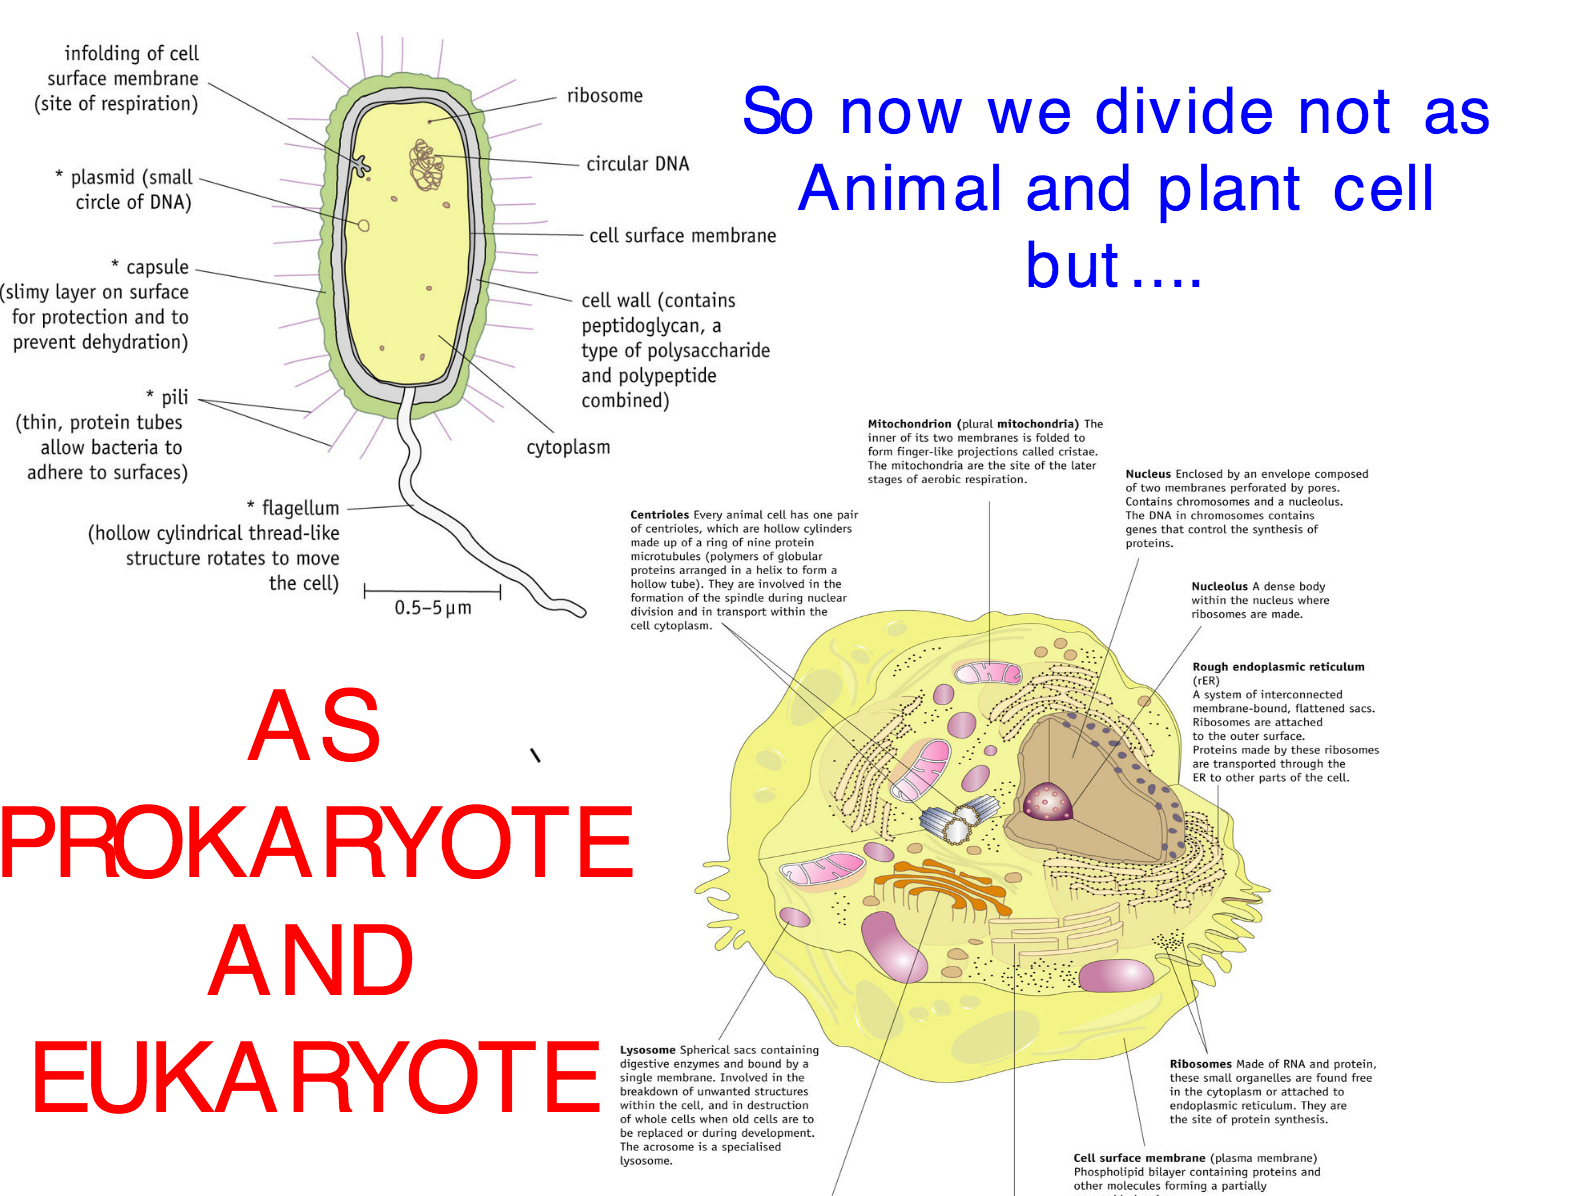 infolding of cell
surface membrane
(site of respiration)
* plasmid (small
circle of DNA)
* capsule
(slimy layer on surface
for protection and to
prevent dehydration)
* pili
(thin, protein tubes
allow bacteria to
adhere to surfaces)
* flagellum
(hollow cylindrical thread-like
structure rotates to move
the cell)
0.5–5 µm
ribosome
circular DNA
cell surface membrane
cell wall (contains
peptidoglycan, a
type of polysaccharide
and polypeptide
combined)
cytoplasm
So now we divide not as
Animal and plant cell
but....
AS
PROKARYOTE
AND
EUKARYOTE
Mitochondrion (plural mitochondria) The
inner of its two membranes is folded to
form finger-like projections called cristae.
The mitochondria are the site of the later
stages of aerobic respiration.
Nucleus Enclosed by an envelope composed
of two membranes perforated by pores.
Contains chromosomes and a nucleolus.
The DNA in chromosomes contains
genes that control the synthesis of
proteins.
Centrioles Every animal cell has one pair
of centrioles, which are hollow cylinders
made up of a ring of nine protein
microtubules (polymers of globular
proteins arranged in a helix to form a
hollow tube). They are involved in the
formation of the spindle during nuclear
division and in transport within the
cell cytoplasm.
Nucleolus A dense body
within the nucleus where
ribosomes are made.
Rough endoplasmic reticulum
(rER)
A system of interconnected
membrane-bound, flattened sacs.
Ribosomes are attached
to the outer surface.
Proteins made by these ribosomes
are transported through the
ER to other parts of the cell.
Lysosome Spherical sacs containing
digestive enzymes and bound by a
single membrane. Involved in the
breakdown of unwanted structures
within the cell, and in destruction
of whole cells when old cells are to
be replaced or during development.
The acrosome is a specialised
lysosome.
Ribosomes Made of RNA and protein,
these small organelles are found free
in the cytoplasm or attached to
endoplasmic reticulum. They are
the site of protein synthesis.
Cell surface membrane (plasma membrane)
Phospholipid bilayer containing proteins and
other molecules forming a partially